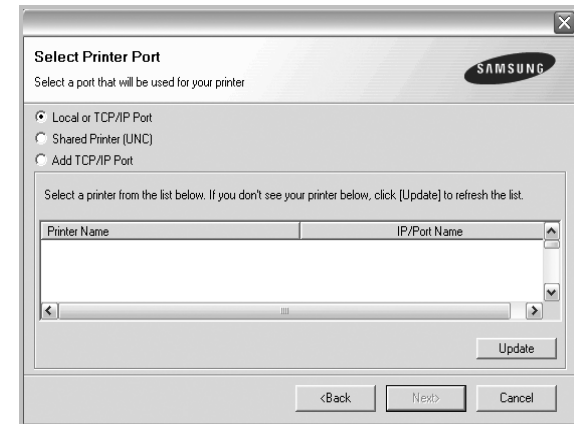 Select Printer Port
Select a port that will be used for your printer
SAMSUNG
Local or TCP/IP Port
Shared Printer (UNC)
Add TCP/IP Port
Select a printer from the list below. If you don't see your printer below, click [Update] to refresh the list.
Printer Name IP/Port Name
Update
<Back Next> Cancel